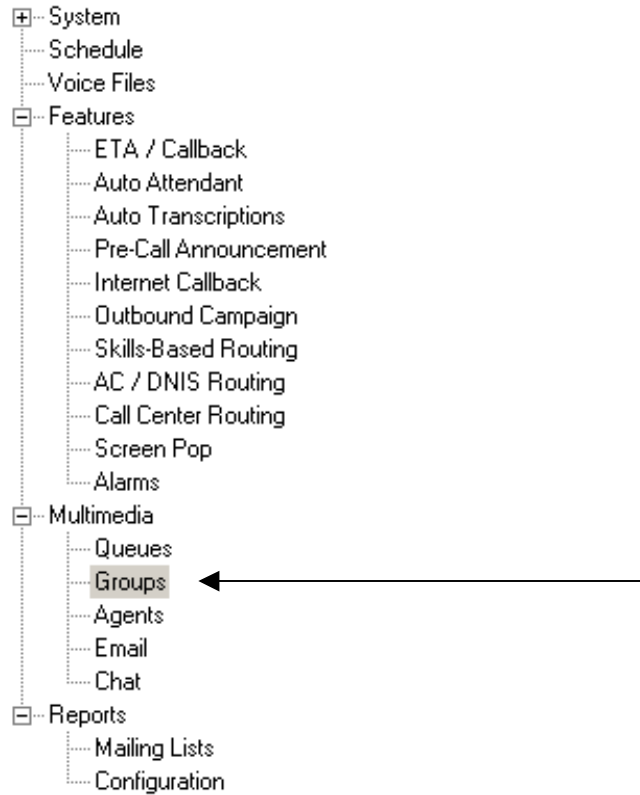 System
Schedule
Voice Files
Features
ETA / Callback
Auto Attendant
Auto Transcriptions
Pre-Call Announcement
Internet Callback
Outbound Campaign
Skills-Based Routing
AC / DNIS Routing
Call Center Routing
Screen Pop
Alarms
Multimedia
Queues
Groups
Agents
Email
Chat
Reports
Mailing Lists
Configuration